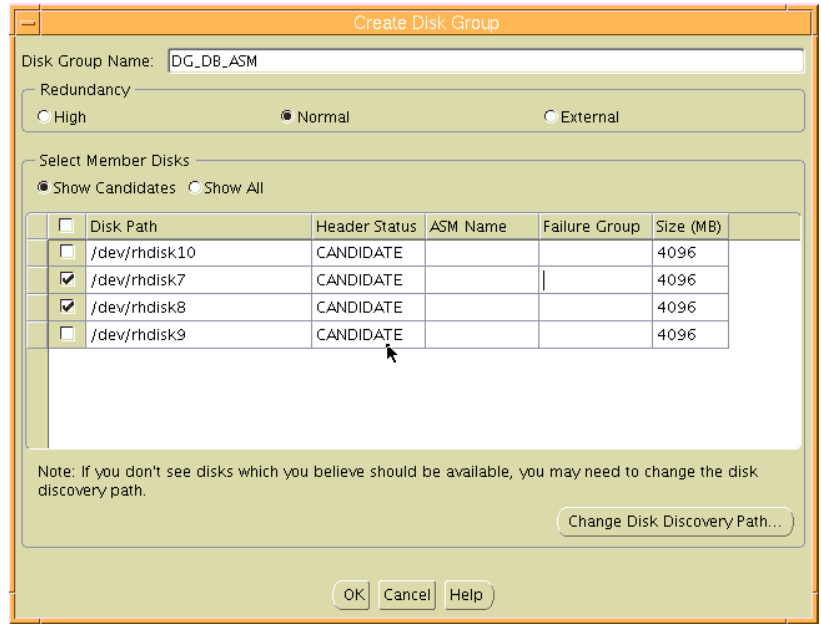 Create Disk Group
Disk Group Name: DG_DB_ASM
Redundancy
High Normal External
Select Member Disks
Show Candidates Show All
Disk Path Header Status ASM Name Failure Group Size (MB)
/dev/rhdisk10 CANDIDATE 4096
/dev/rhdisk7 CANDIDATE 4096
/dev/rhdisk8 CANDIDATE 4096
/dev/rhdisk9 CANDIDATE 4096
Note: If you don't see disks which you believe should be available, you may need to change the disk
discovery path.
Change Disk Discovery Path...
OK Cancel Help